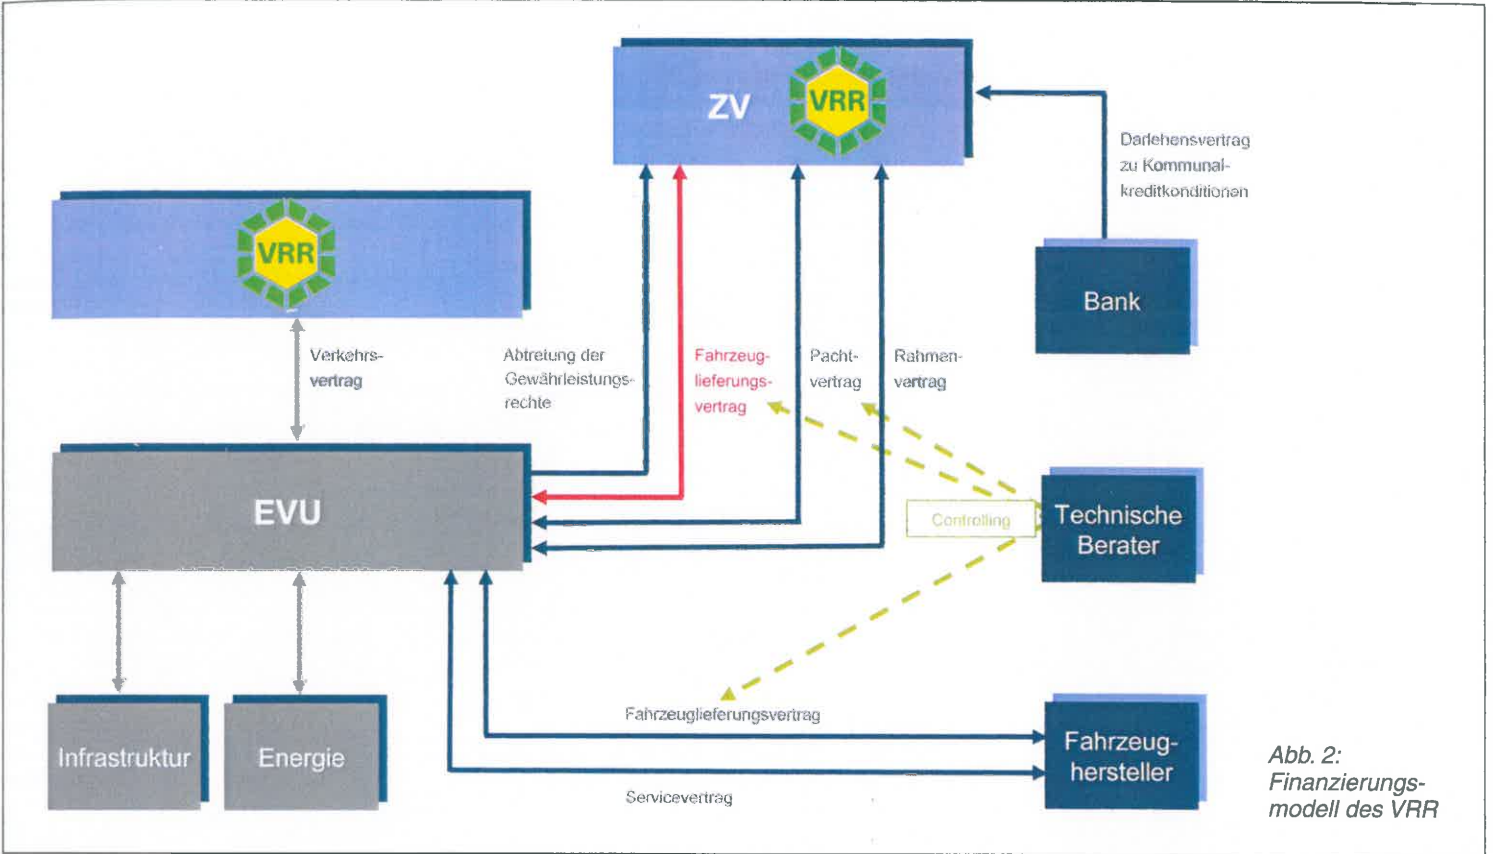 ZV
VRR
Darlehensvertrag
zu Kommunal-
kreditkonditionen
VRR
Bank
Verkehrs-
vertrag
Abtretung der
Gewährleistungs-
rechte
Fahrzeug-
lieferungs-
vertrag
Pacht-
vertrag
Rahmen-
vertrag
EVU
Controlling
Technische
Berater
Infrastruktur
Energie
Fahrzeuglieferungsvertrag
Servicevertrag
Fahrzeug-
hersteller
Abb. 2:
Finanzierungs-
modell des VRR